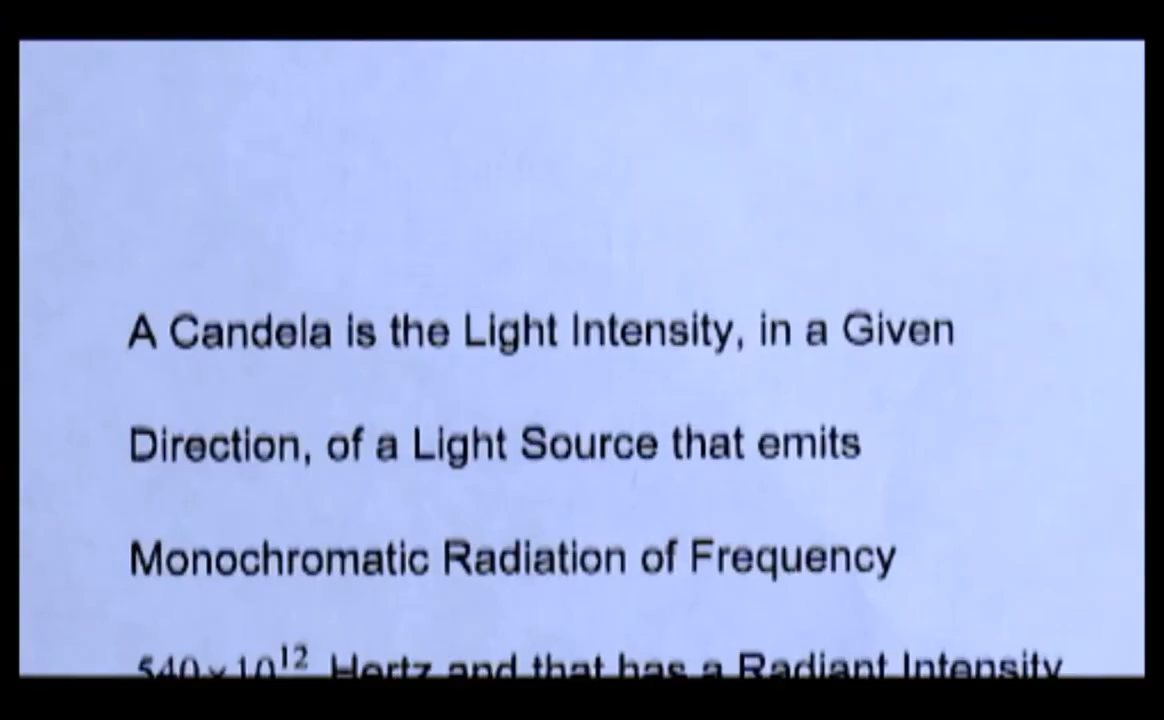 A Candela is the Light Intensity, in a Given
Direction, of a Light Source that emits
Monochromatic Radiation of Frequency
540×10¹² Hertz and that has a Radiant Intensity